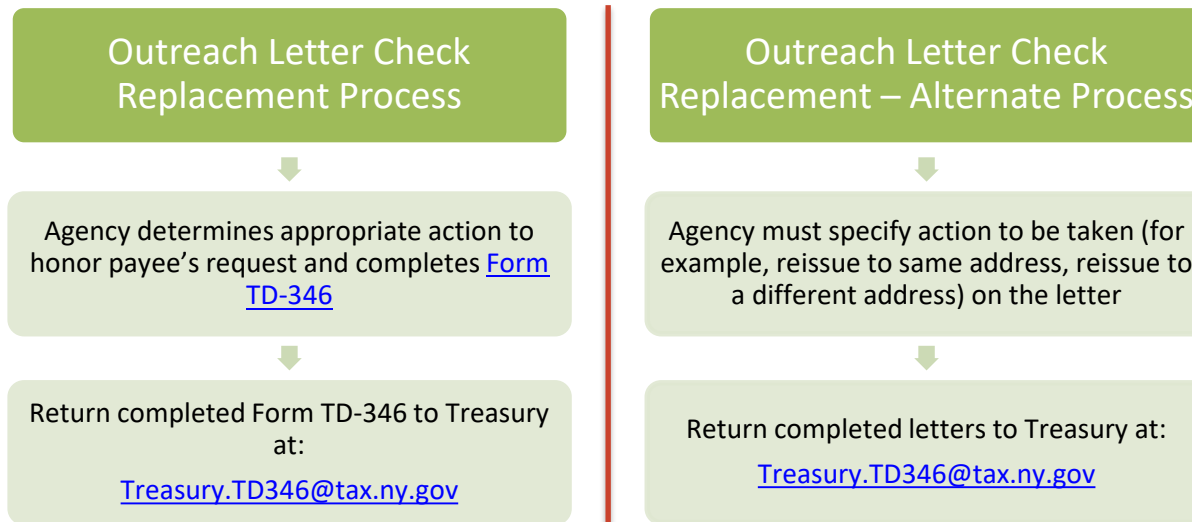 Outreach Letter Check
Replacement Process
Agency determines appropriate action to
honor payee's request and completes Form
TD-346
Return completed Form TD-346 to Treasury
at:
Treasury.TD346@tax.ny.gov
Outreach Letter Check
Replacement – Alternate Process
Agency must specify action to be taken (for
example, reissue to same address, reissue to
a different address) on the letter
Return completed letters to Treasury at:
Treasury.TD346@tax.ny.gov